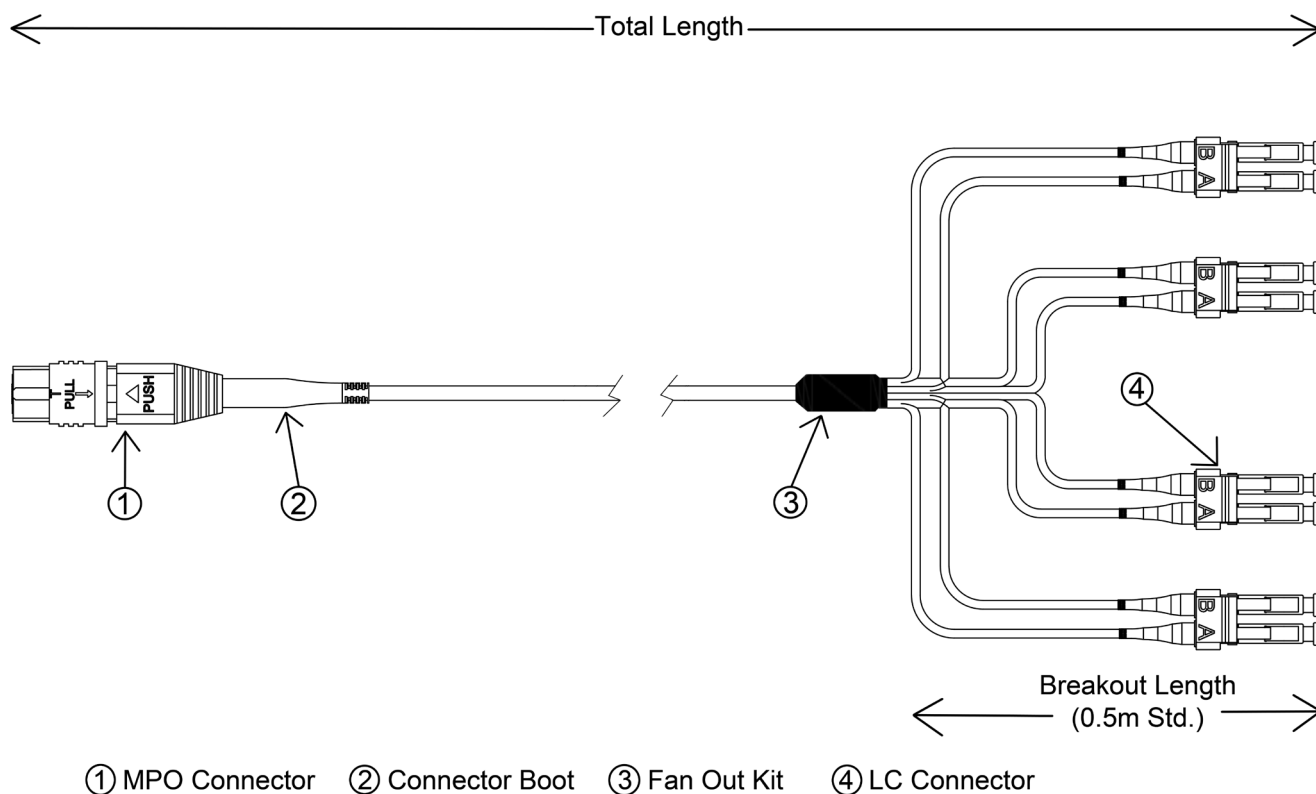 Total Length
B
A
B
A
T
PULL
PUSH
4
B
A
1
2
3
B
A
Breakout Length
(0.5m Std.)
1 MPO Connector 2 Connector Boot 3 Fan Out Kit 4 LC Connector